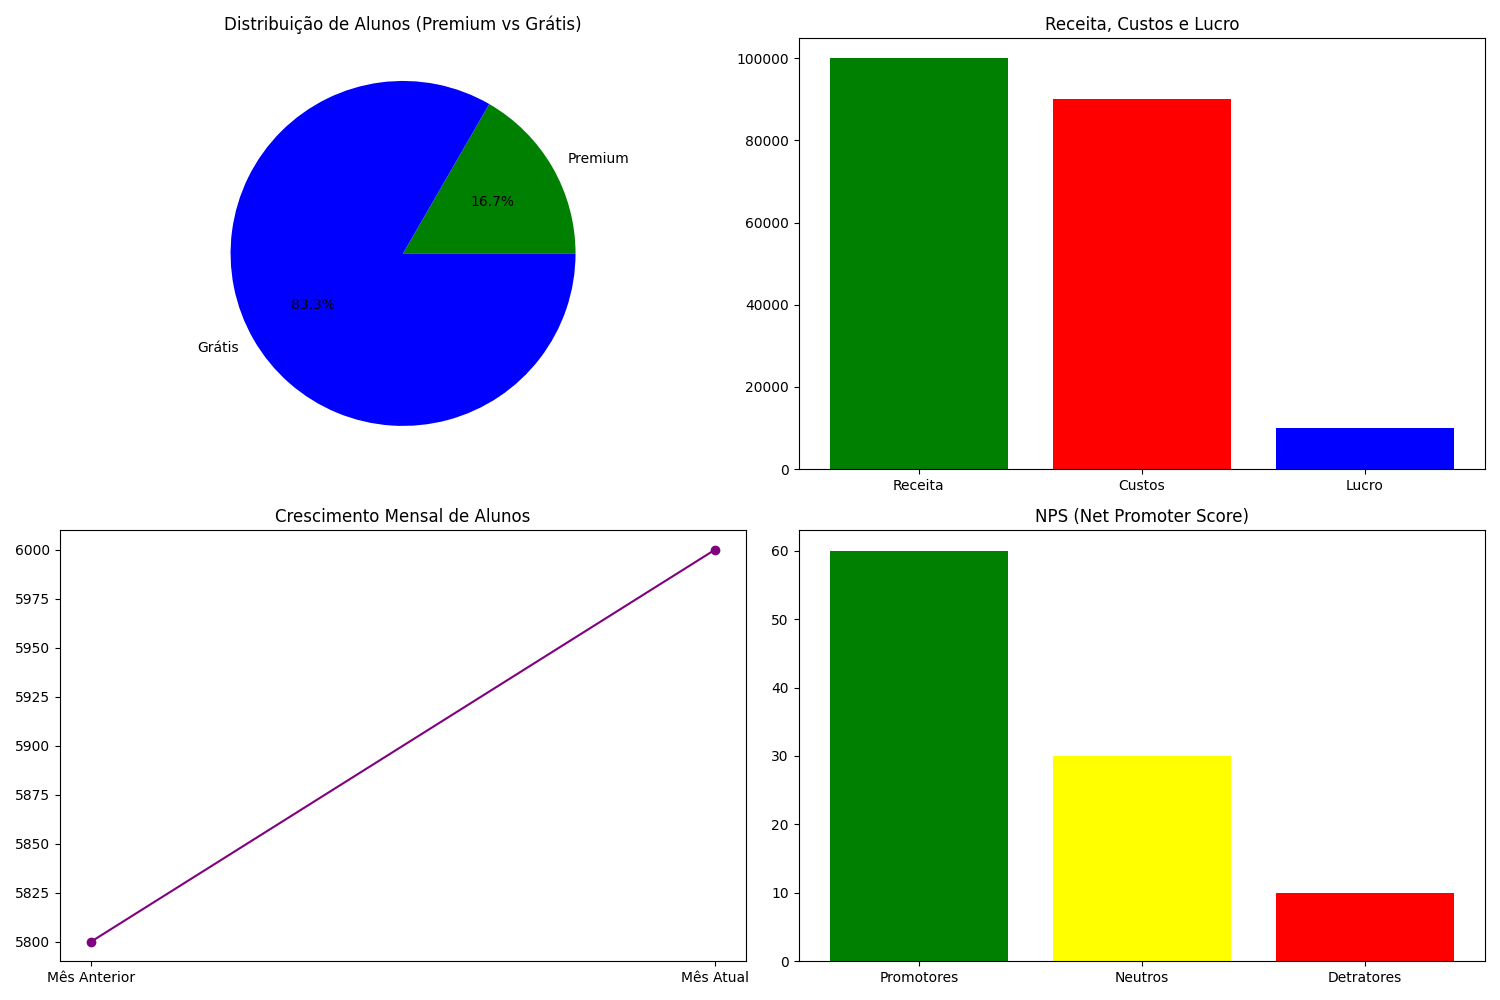 Distribuição de Alunos (Premium vs Grátis)
Premium
16.7%
83.3%
Grátis
Receita, Custos e Lucro
100000
80000
60000
40000
20000
0
Receita Custos Lucro
Crescimento Mensal de Alunos
6000
5975
5950
5925
5900
5875
5850
5825
5800
Mês Anterior Mês Atual
NPS (Net Promoter Score)
60
50
40
30
20
10
0
Promotores Neutros Detratores